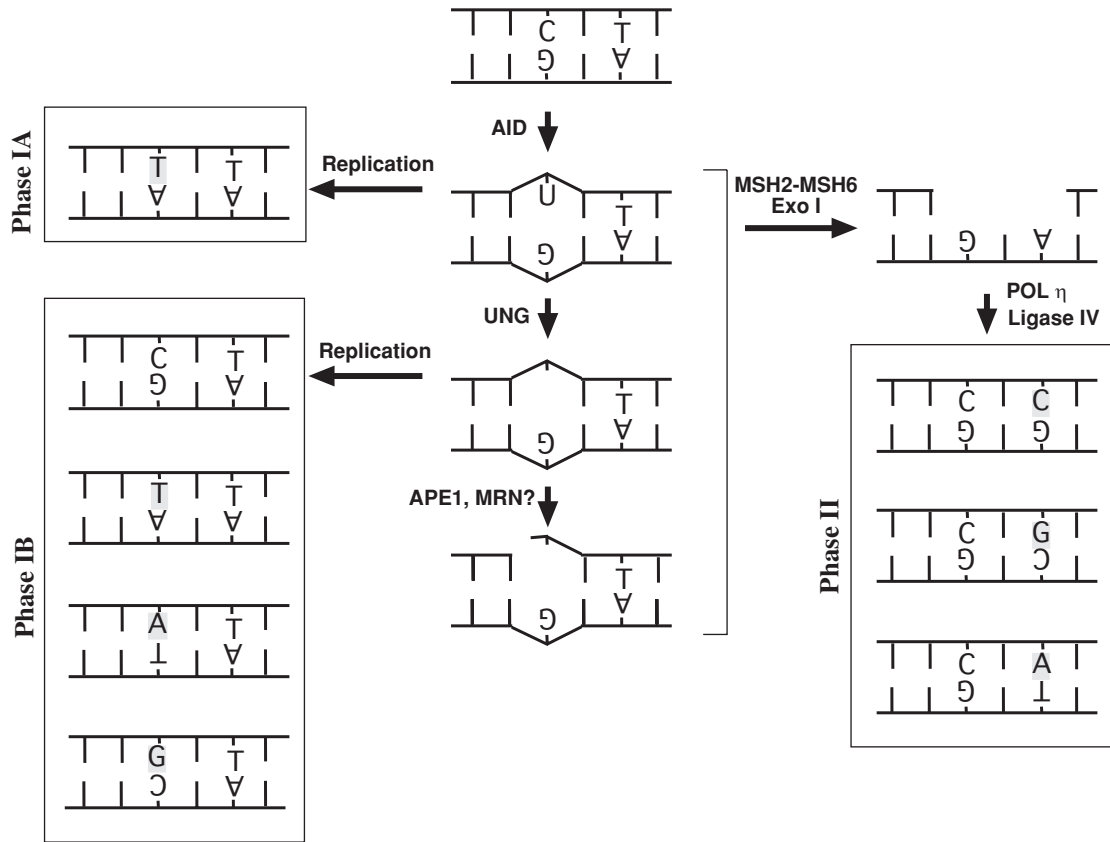 C T
G A
AID
Phase IA
T T
A A
Replication
U T
G A
MSH2-MSH6
Exo I
G A
UNG
POL η
Ligase IV
Phase IB
C T
G A
Replication
T
G A
Phase II
C C
G G
T T
A A
APE1, MRN?
C G
G C
A T
T A
T
G A
C A
G T
G T
C A